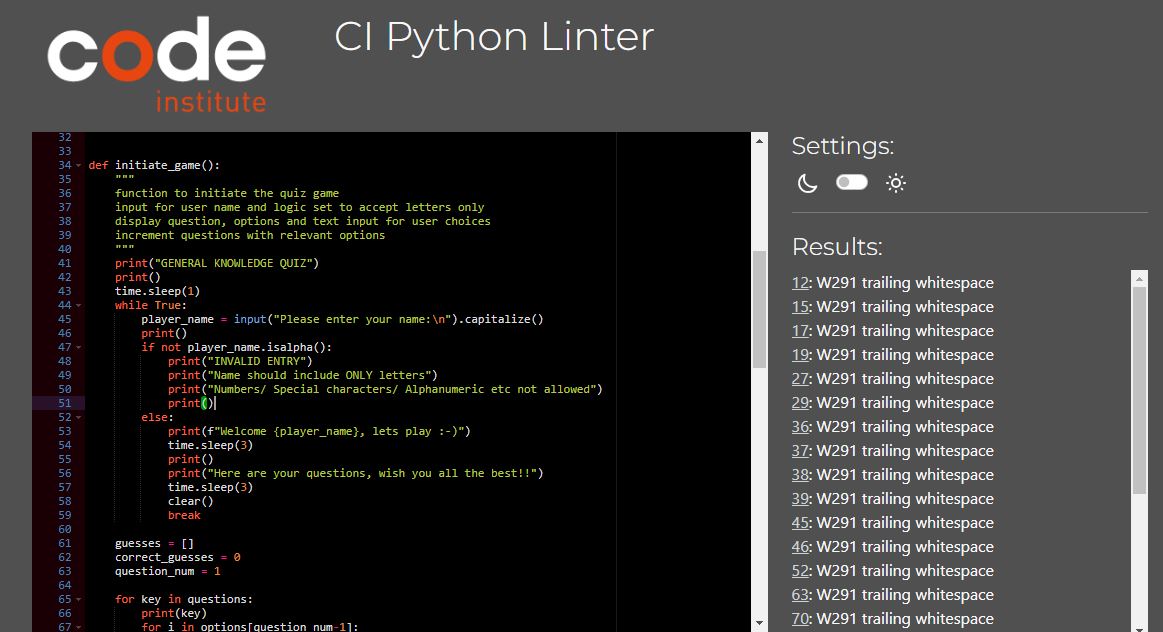 code
institute
CI Python Linter
32
33
34 def initiate_game():
35 """
36 function to initiate the quiz game
37 input for user name and logic set to accept letters only
38 display question, options and text input for user choices
39 increment questions with relevant options
40 """
41 print("GENERAL KNOWLEDGE QUIZ")
42 print()
43 time.sleep(1)
44 while True:
45 player_name = input("Please enter your name:\n").capitalize()
46 print()
47 if not player_name.isalpha():
48 print("INVALID ENTRY")
49 print("Name should include ONLY letters")
50 print("Numbers/ Special characters/ Alphanumeric etc not allowed")
51 print()
52 else:
53 print(f"Welcome {player_name}, lets play :-)")
54 time.sleep(3)
55 print()
56 print("Here are your questions, wish you all the best!!")
57 time.sleep(3)
58 clear()
59 break
60
61 guesses = []
62 correct_guesses = 0
63 question_num = 1
64
65 for key in questions:
66 print(key)
67 for i in options[question_num-1]:
Settings:
Results:
12: W291 trailing whitespace
15: W291 trailing whitespace
17: W291 trailing whitespace
19: W291 trailing whitespace
27: W291 trailing whitespace
29: W291 trailing whitespace
36: W291 trailing whitespace
37: W291 trailing whitespace
38: W291 trailing whitespace
39: W291 trailing whitespace
45: W291 trailing whitespace
46: W291 trailing whitespace
52: W291 trailing whitespace
63: W291 trailing whitespace
70: W291 trailing whitespace